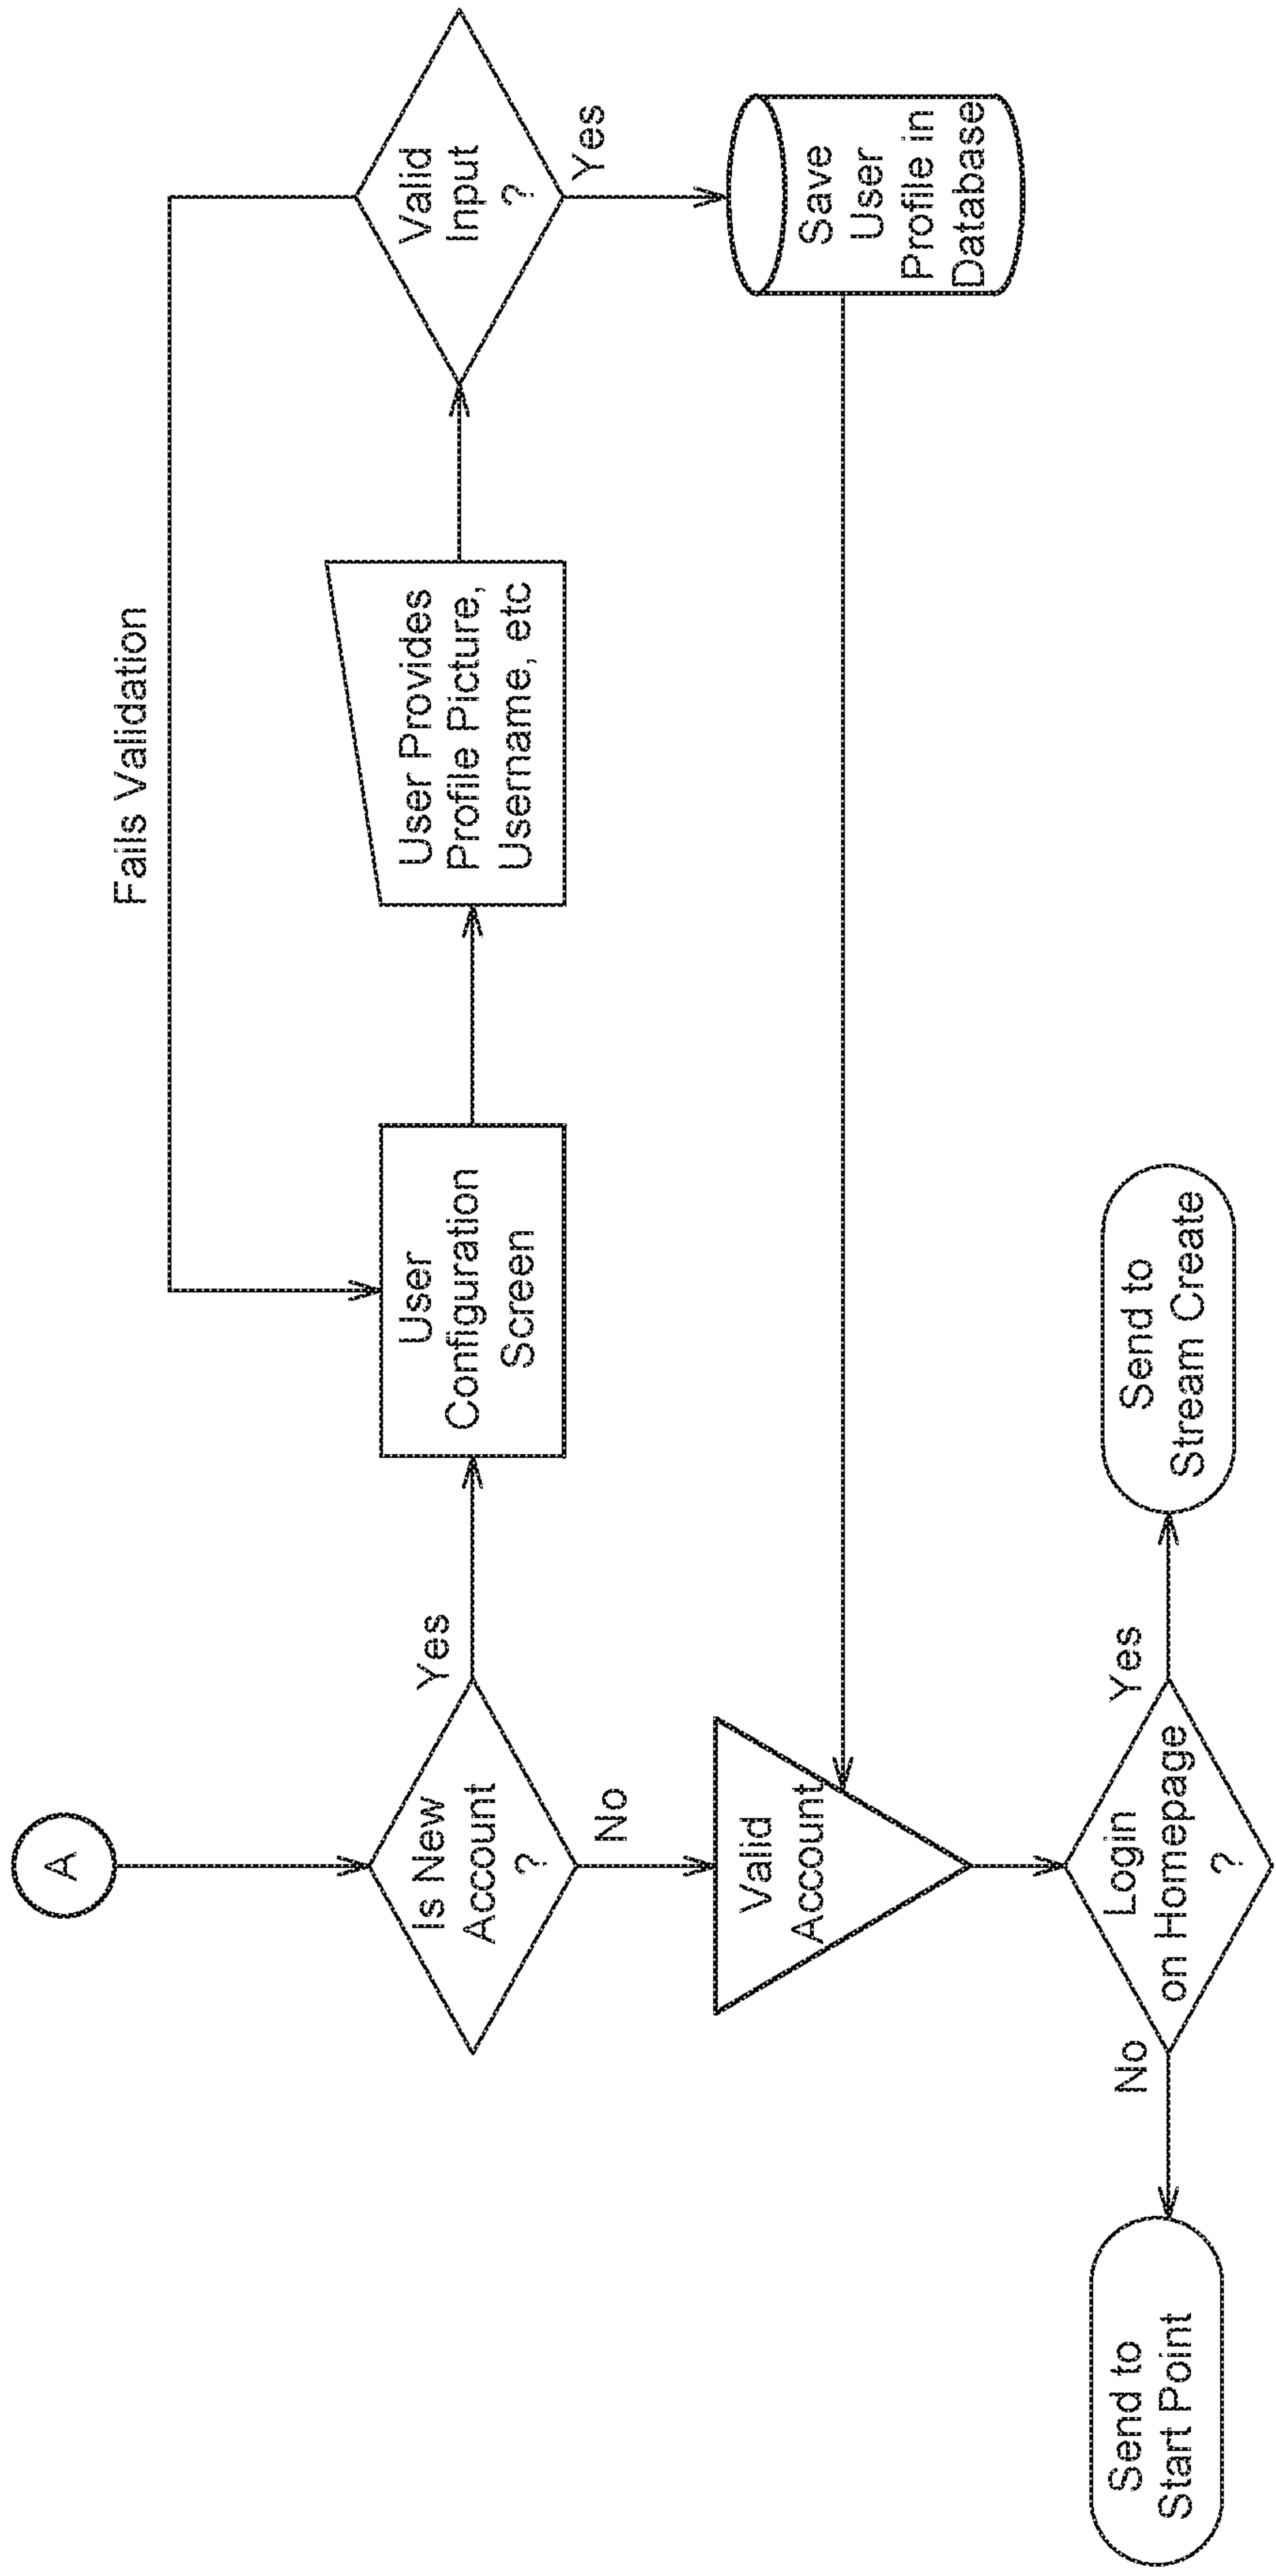 A
Is New
Account
?
Yes
No
User
Configuration
Screen
User Provides
Profile Picture,
Username, etc
Valid
Input
?
Fails Validation
Yes
Save
User
Profile in
Database
Valid
Account
Login
on Homepage
?
No
Yes
Send to
Start Point
Send to
Stream Create